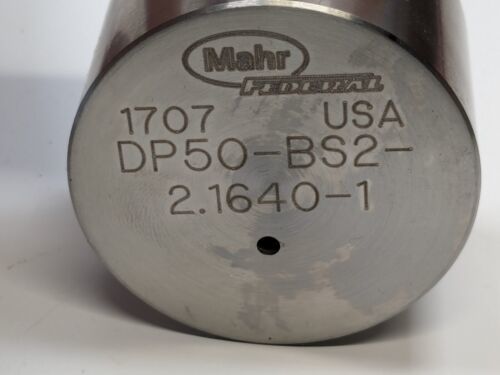 Mahr
FEDERAL
1707 USA
DP50-BS2-
2.1640-1